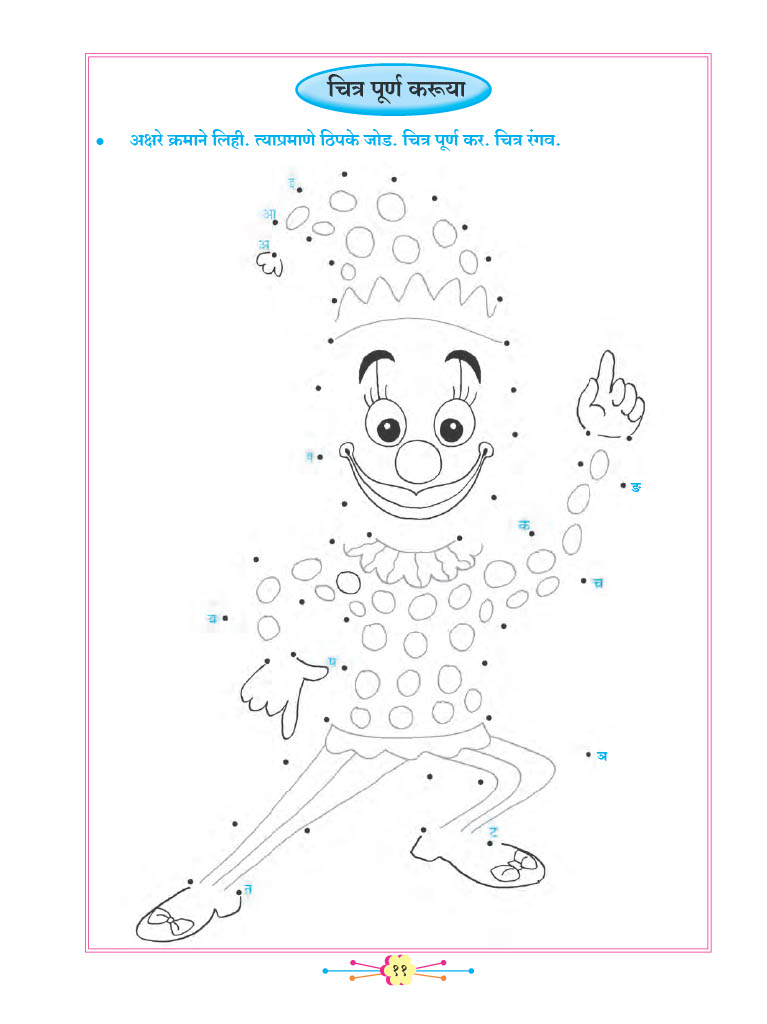 चित्र पूर्ण करूया
• अक्षरे क्रमाने लिही. त्याप्रमाणे ठिपके जोड. चित्र पूर्ण कर. चित्र रंगव.
इ
आ
अ
ष
ङ
क
च
य
प
ञ
ट
त
११